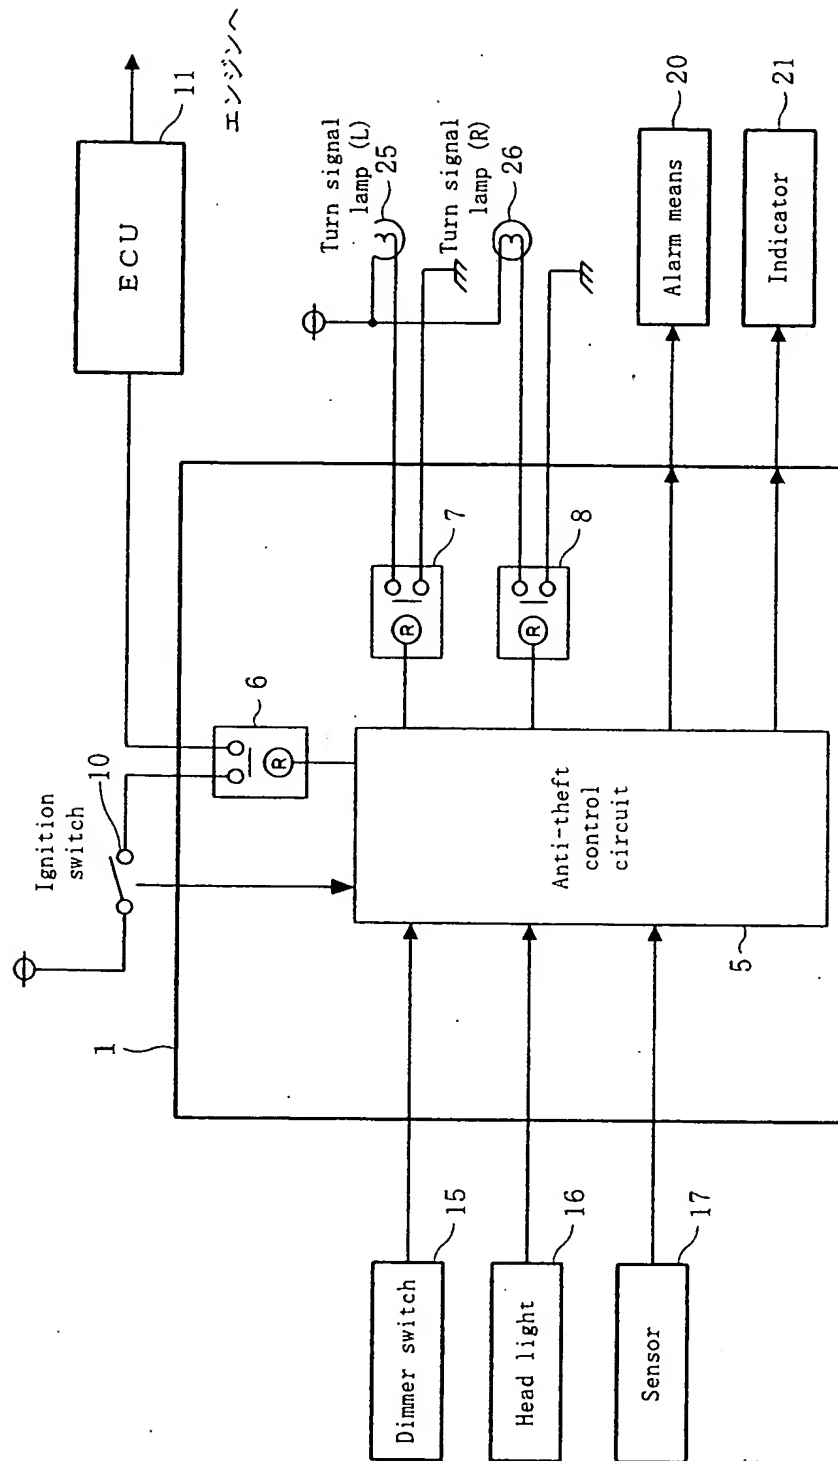 Ignition
switch
10
1
ECU
11
エンジンへ
6
7
8
R
R
R
Turn signal
lamp (L)
25
Turn signal
lamp (R)
26
Dimmer switch
15
Head light
16
Sensor
17
Anti-theft
control
circuit
5
Alarm means
20
Indicator
21